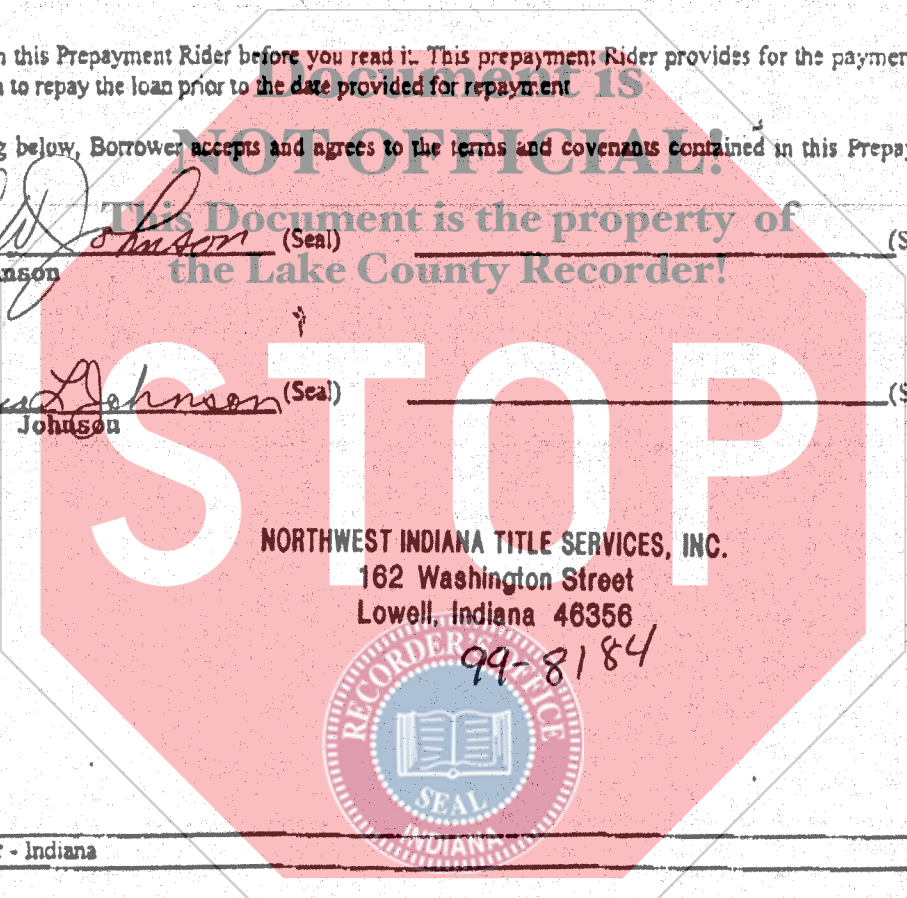 n this Prepayment Rider before you read it. This prepayment Rider provides for the paymen
n to repay the loan prior to the date provided for repayment
Document is
NOT OFFICIAL!
g below, Borrower accepts and agrees to the terms and covenants contained in this Prepay
This Document is the property of
Johnson (Seal) (S
nson
the Lake County Recorder!
STOP
L Johnson (Seal) (S
Johnson
NORTHWEST INDIANA TITLE SERVICES, INC.
162 Washington Street
Lowell, Indiana 46356
99-8184
RECORDER'S OFFICE
SEAL
INDIANA
- Indiana